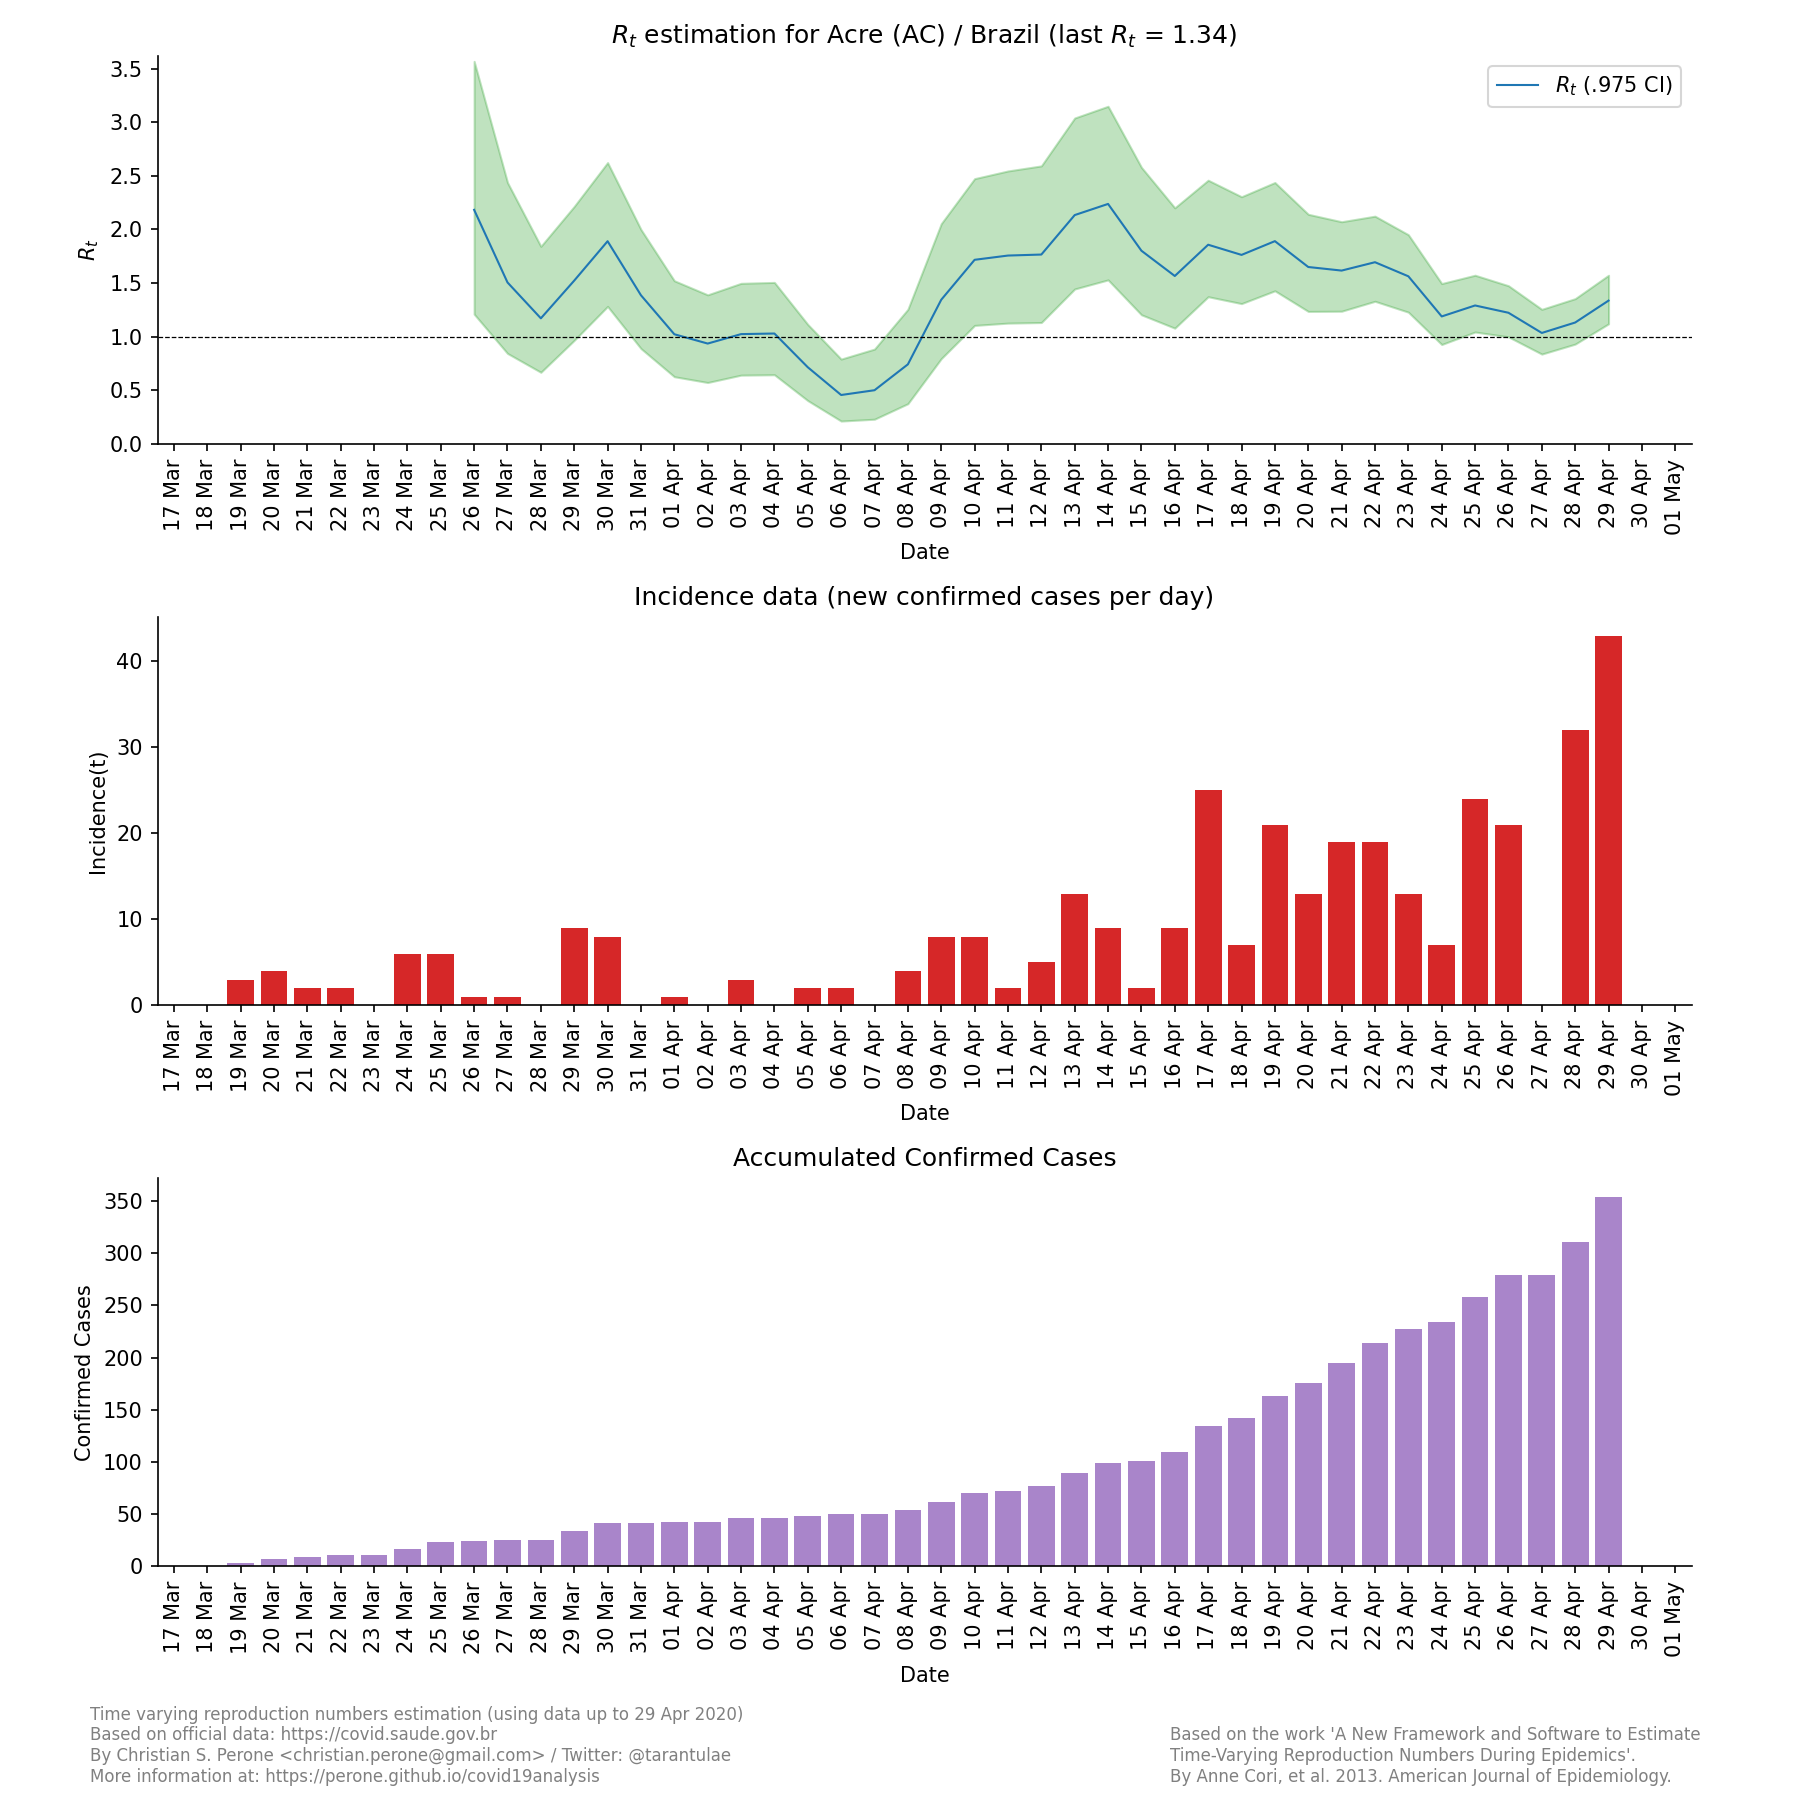 Rt estimation for Acre (AC) / Brazil (last Rt = 1.34)
Rt (.975 CI)
Rt
3.5
3.0
2.5
2.0
1.5
1.0
0.5
0.0
17 Mar 18 Mar 19 Mar 20 Mar 21 Mar 22 Mar 23 Mar 24 Mar 25 Mar 26 Mar 27 Mar 28 Mar 29 Mar 30 Mar 31 Mar 01 Apr 02 Apr 03 Apr 04 Apr 05 Apr 06 Apr 07 Apr 08 Apr 09 Apr 10 Apr 11 Apr 12 Apr 13 Apr 14 Apr 15 Apr 16 Apr 17 Apr 18 Apr 19 Apr 20 Apr 21 Apr 22 Apr 23 Apr 24 Apr 25 Apr 26 Apr 27 Apr 28 Apr 29 Apr 30 Apr 01 May
Date
Incidence data (new confirmed cases per day)
Incidence(t)
40
30
20
10
0
17 Mar 18 Mar 19 Mar 20 Mar 21 Mar 22 Mar 23 Mar 24 Mar 25 Mar 26 Mar 27 Mar 28 Mar 29 Mar 30 Mar 31 Mar 01 Apr 02 Apr 03 Apr 04 Apr 05 Apr 06 Apr 07 Apr 08 Apr 09 Apr 10 Apr 11 Apr 12 Apr 13 Apr 14 Apr 15 Apr 16 Apr 17 Apr 18 Apr 19 Apr 20 Apr 21 Apr 22 Apr 23 Apr 24 Apr 25 Apr 26 Apr 27 Apr 28 Apr 29 Apr 30 Apr 01 May
Date
Accumulated Confirmed Cases
Confirmed Cases
350
300
250
200
150
100
50
0
17 Mar 18 Mar 19 Mar 20 Mar 21 Mar 22 Mar 23 Mar 24 Mar 25 Mar 26 Mar 27 Mar 28 Mar 29 Mar 30 Mar 31 Mar 01 Apr 02 Apr 03 Apr 04 Apr 05 Apr 06 Apr 07 Apr 08 Apr 09 Apr 10 Apr 11 Apr 12 Apr 13 Apr 14 Apr 15 Apr 16 Apr 17 Apr 18 Apr 19 Apr 20 Apr 21 Apr 22 Apr 23 Apr 24 Apr 25 Apr 26 Apr 27 Apr 28 Apr 29 Apr 30 Apr 01 May
Date
Time varying reproduction numbers estimation (using data up to 29 Apr 2020)
Based on official data: https://covid.saude.gov.br
By Christian S. Perone <christian.perone@gmail.com> / Twitter: @tarantulae
More information at: https://perone.github.io/covid19analysis
Based on the work 'A New Framework and Software to Estimate
Time-Varying Reproduction Numbers During Epidemics'.
By Anne Cori, et al. 2013. American Journal of Epidemiology.